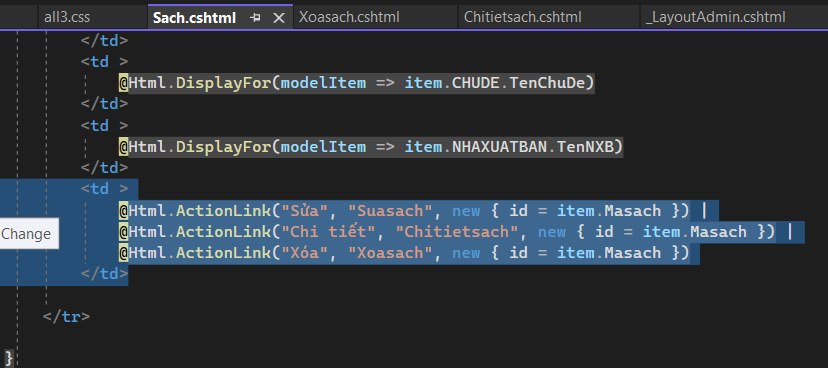 all3.css Sach.cshtml Xoasach.cshtml Chitietsach.cshtml _LayoutAdmin.cshtml
</td>
<td >
@Html.DisplayFor(modelItem => item.CHUDE.TenChuDe)
</td>
<td >
@Html.DisplayFor(modelItem => item.NHAXUATBAN.TenNXB)
</td>
<td >
@Html.ActionLink("Sửa", "Suasach", new { id = item.Masach }) |
Change
@Html.ActionLink("Chi tiết", "Chitietsach", new { id = item.Masach }) |
@Html.ActionLink("Xóa", "Xoasach", new { id = item.Masach })
</td>
</tr>
}